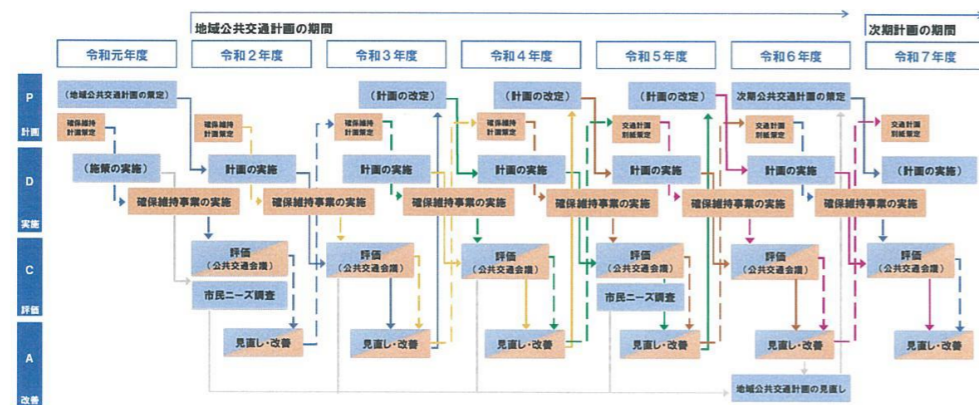 地域公共交通計画の期間
次期計画の期間
令和元年度
令和2年度
令和3年度
令和4年度
令和5年度
令和6年度
令和7年度
P
計画
(地域公共交通計画の策定)
(計画の改定)
(計画の改定)
(計画の改定)
次期公共交通計画の策定
確保維持
計画策定
確保維持
計画策定
確保維持
計画策定
確保維持
計画策定
交通計画
別紙策定
交通計画
別紙策定
交通計画
別紙策定
D
実施
(施策の実施)
計画の実施
計画の実施
計画の実施
計画の実施
計画の実施
(計画の実施)
確保維持事業の実施
確保維持事業の実施
確保維持事業の実施
確保維持事業の実施
確保維持事業の実施
確保維持事業の実施
C
評価
評価
(公共交通会議)
評価
(公共交通会議)
評価
(公共交通会議)
評価
(公共交通会議)
評価
(公共交通会議)
評価
(公共交通会議)
市民ニーズ調査
市民ニーズ調査
A
改善
見直し・改善
見直し・改善
見直し・改善
見直し・改善
見直し・改善
見直し・改善
地域公共交通計画の見直し